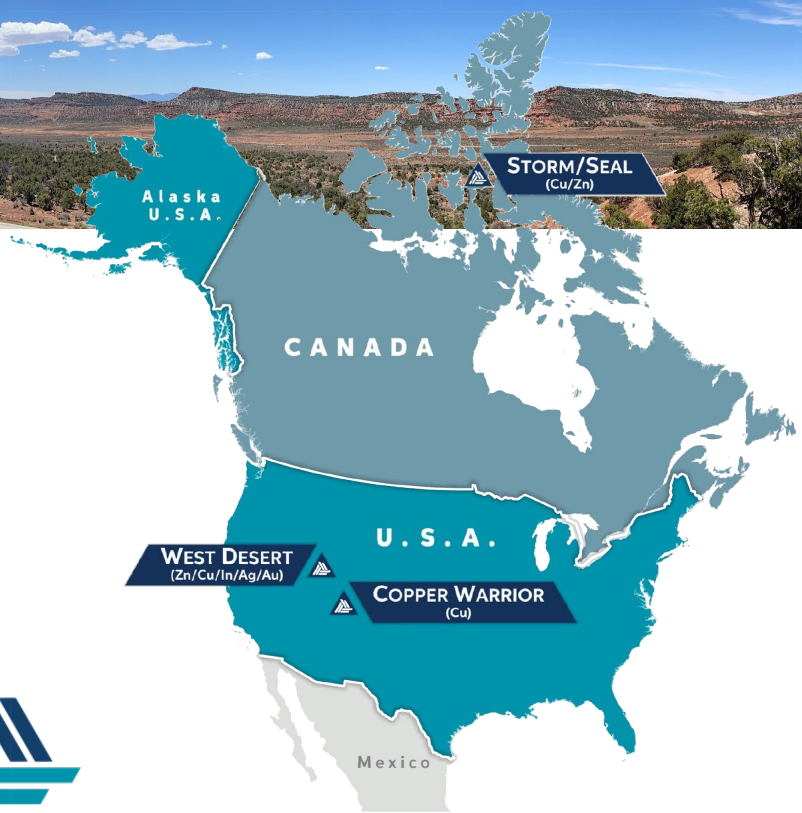 STORM/SEAL
(Cu/Zn)
Alaska
U.S.A.
CANADA
U.S.A.
WEST DESERT
(Zn/Cu/In/Ag/Au)
COPPER WARRIOR
(Cu)
Mexico